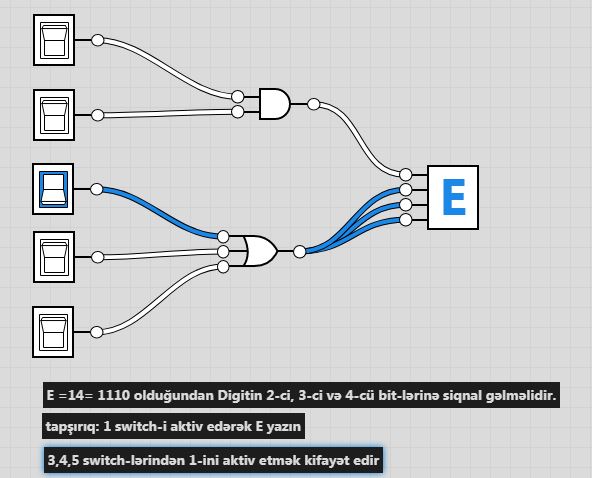 E
E =14= 1110 olduğundan Digitin 2-ci, 3-ci və 4-cü bit-lərinə siqnal gəlməlidir.
tapşırıq: 1 switch-i aktiv edərək E yazın
3,4,5 switch-lərindən 1-ini aktiv etmək kifayət edir